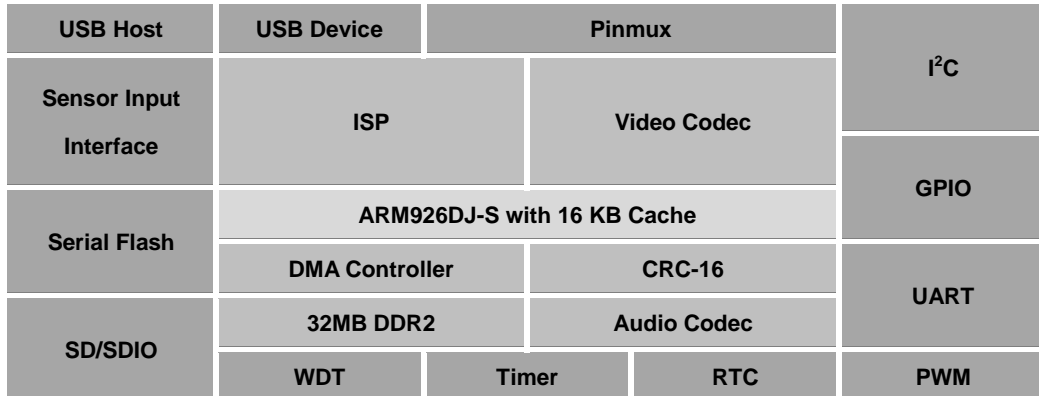 USB Host
USB Device
Pinmux
I²C
Sensor Input
Interface
ISP
Video Codec
GPIO
ARM926DJ-S with 16 KB Cache
Serial Flash
DMA Controller
CRC-16
UART
32MB DDR2
Audio Codec
SD/SDIO
WDT
Timer
RTC
PWM